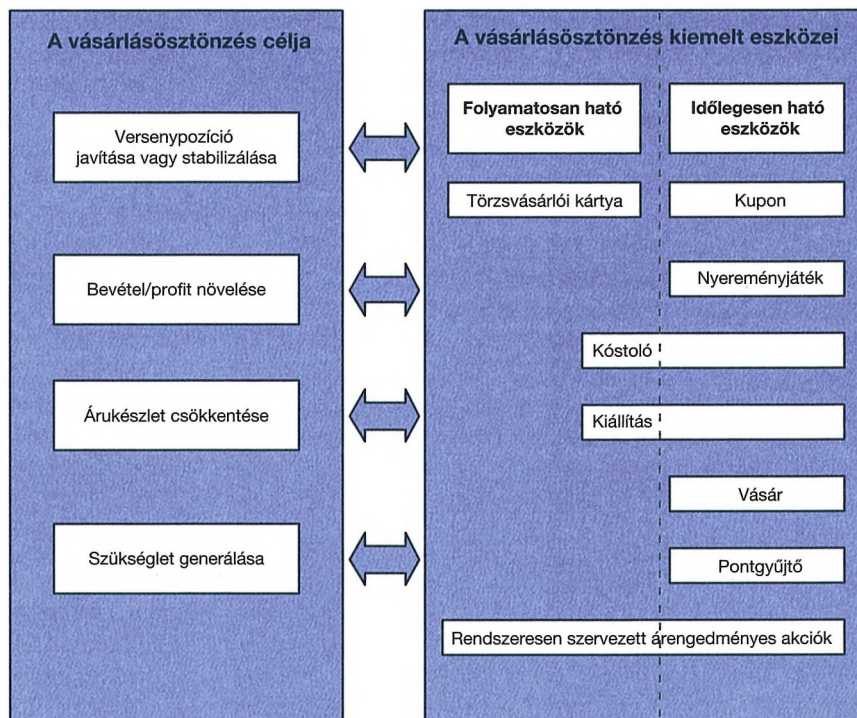 A vásárlásösztönzés célja
Versenypozíció
javítása vagy stabilizálása
Bevétel/profit növelése
Árukészlet csökkentése
Szükséglet generálása
A vásárlásösztönzés kiemelt eszközei
Folyamatosan ható
eszközök
Időlegesen ható
eszközök
Törzsvásárlói kártya
Kupon
Nyereményjáték
Kóstoló
Kiállítás
Vásár
Pontgyűjtő
Rendszeresen szervezett árengedményes akciók